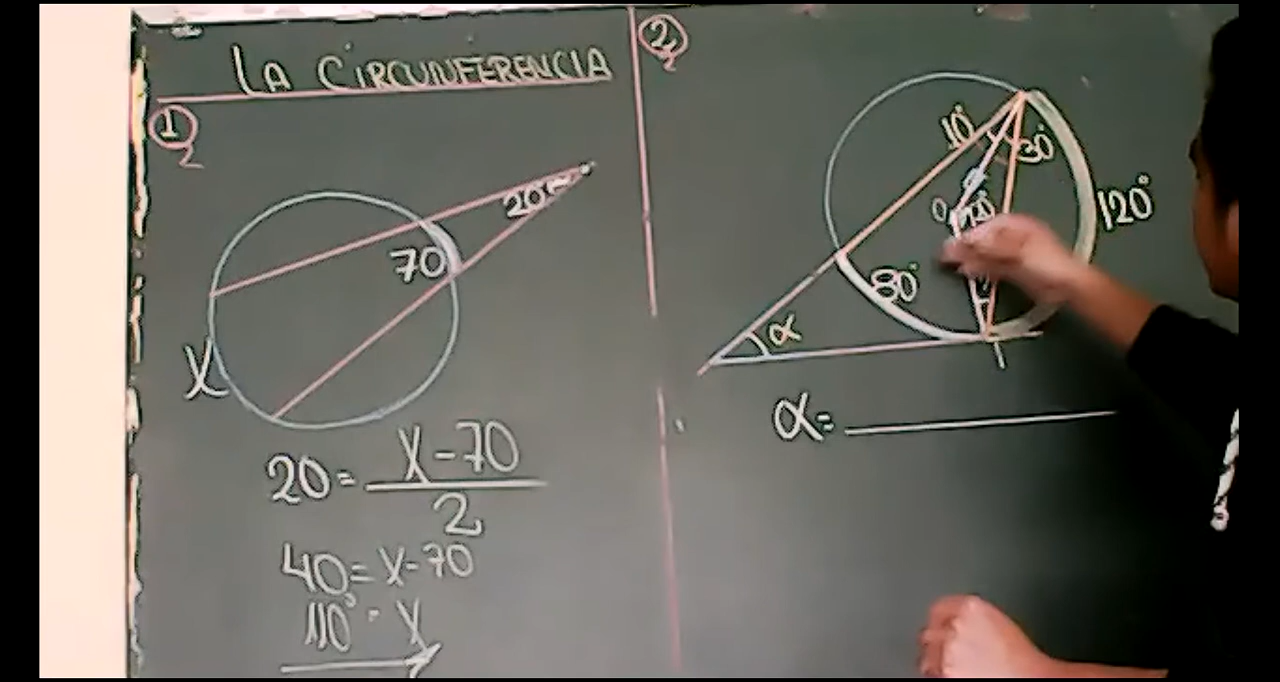 LA CIRCUNFERENCIA
1
20
70
X
20 = X-70
2
40 = X-70
110° = X
2
10°
30°
120°
80°
α
α =